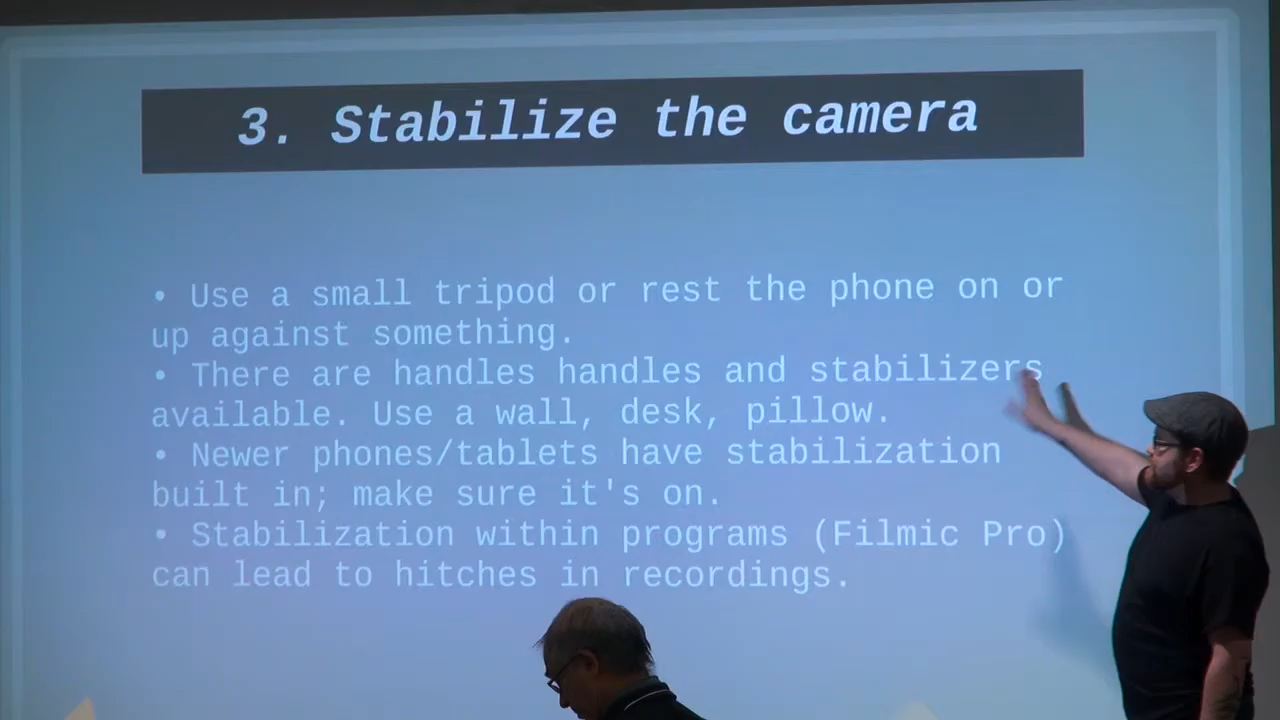 3. Stabilize the camera
• Use a small tripod or rest the phone on or
up against something.
• There are handles handles and stabilizers
available. Use a wall, desk, pillow.
• Newer phones/tablets have stabilization
built in; make sure it's on.
• Stabilization within programs (Filmic Pro)
can lead to hitches in recordings.